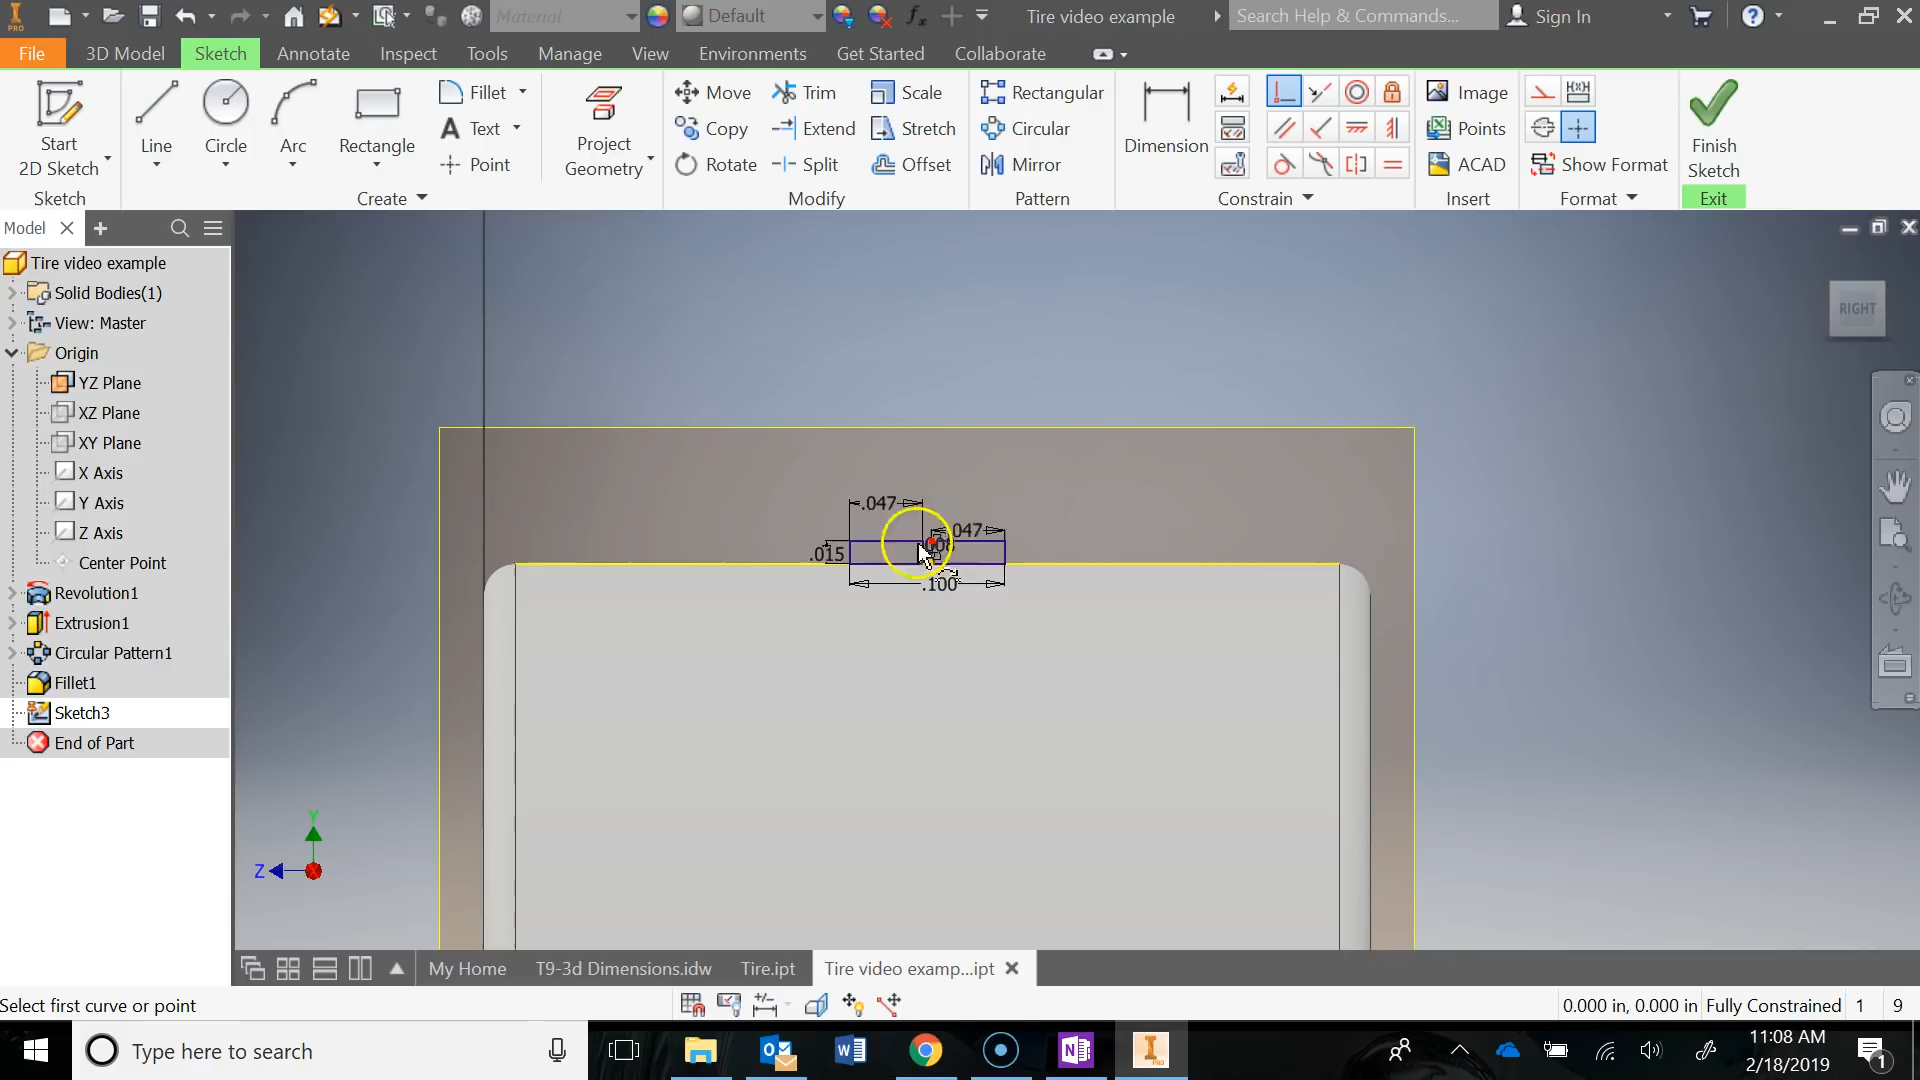 PRO
Material
Default
Tire video example
Search Help & Commands...
Sign In
File
3D Model
Sketch
Annotate
Inspect
Tools
Manage
View
Environments
Get Started
Collaborate
Start
2D Sketch
Line
Circle
Arc
Rectangle
Fillet
Text
Point
Project
Geometry
Move
Copy
Rotate
Trim
Extend
Split
Scale
Stretch
Offset
Rectangular
Circular
Mirror
Dimension
Image
Points
ACAD
Show Format
Finish
Sketch
Sketch
Create
Modify
Pattern
Constrain
Insert
Format
Exit
Model
Tire video example
Solid Bodies(1)
View: Master
Origin
YZ Plane
XZ Plane
XY Plane
X Axis
Y Axis
Z Axis
Center Point
Revolution1
Extrusion1
Circular Pattern1
Fillet1
Sketch3
End of Part
RIGHT
.047
.047
.015
.100
Y
Z
My Home
T9-3d Dimensions.idw
Tire.ipt
Tire video examp...ipt
Select first curve or point
0.000 in, 0.000 in
Fully Constrained
1
9
Type here to search
11:08 AM
2/18/2019
1